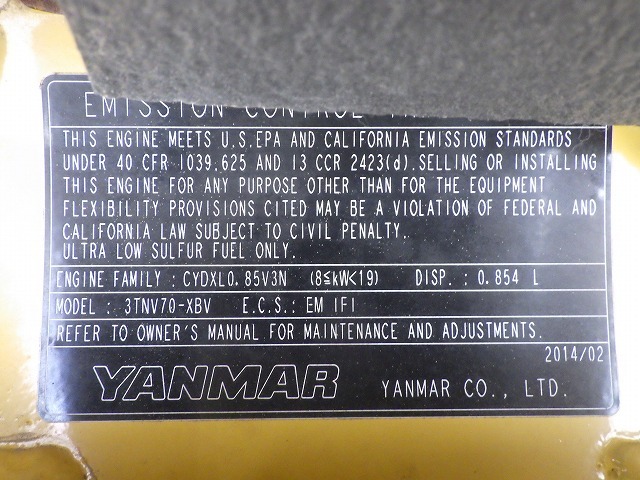 EMISSION CONTROL
THIS ENGINE MEETS U.S.EPA AND CALIFORNIA EMISSION STANDARDS
UNDER 40 CFR 1039.625 AND 13 CCR 2423(d).SELLING OR INSTALLING
THIS ENGINE FOR ANY PURPOSE OTHER THAN FOR THE EQUIPMENT
FLEXIBILITY PROVISIONS CITED MAY BE A VIOLATION OF FEDERAL AND
CALIFORNIA LAW SUBJECT TO CIVIL PENALTY.
ULTRA LOW SULFUR FUEL ONLY.
ENGINE FAMILY : CYDXL0.85V3N (8≦kW<19) DISP. : 0.854 L
MODEL : 3TNV70-XBV E.C.S.: EM IFI
REFER TO OWNER'S MANUAL FOR MAINTENANCE AND ADJUSTMENTS.
2014/02
YANMAR YANMAR CO., LTD.